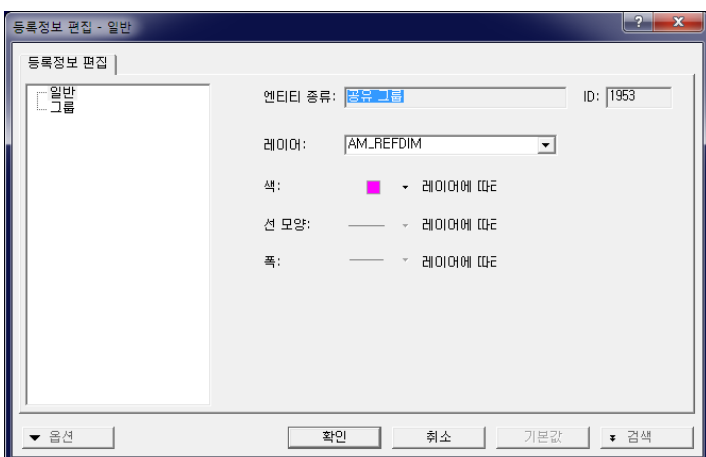 등록정보 편집 - 일반
등록정보 편집
일반
그룹
엔티티 종류: 공유 그룹 ID: 1953
레이어: AM_REFDIM
색: 레이어에 따
선 모양: 레이어에 따
폭: 레이어에 따
옵션 확인 취소 기본값 검색